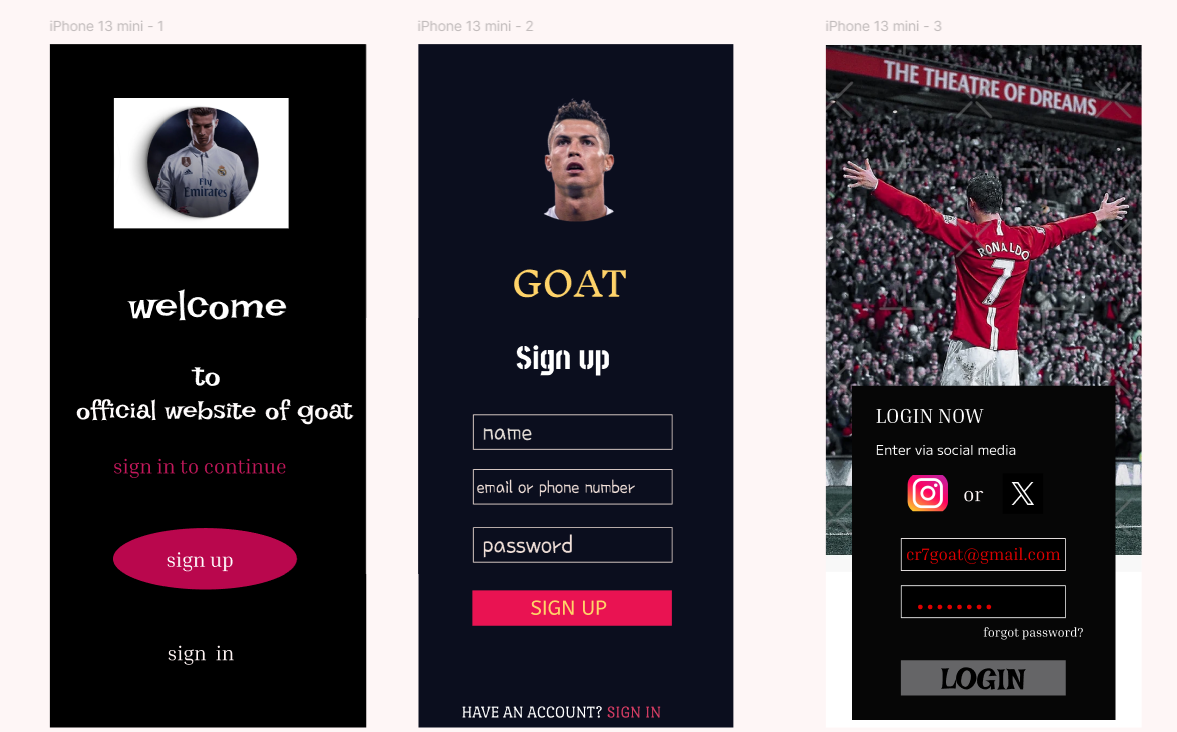 iPhone 13 mini - 1
Fly
Emirates
welcome
to
official website of goat
sign in to continue
sign up
sign in
iPhone 13 mini - 2
GOAT
Sign up
name
email or phone number
password
SIGN UP
HAVE AN ACCOUNT? SIGN IN
iPhone 13 mini - 3
THE THEATRE OF DREAMS
RONALDO
7
LOGIN NOW
Enter via social media
or
cr7goat@gmail.com
forgot password?
LOGIN